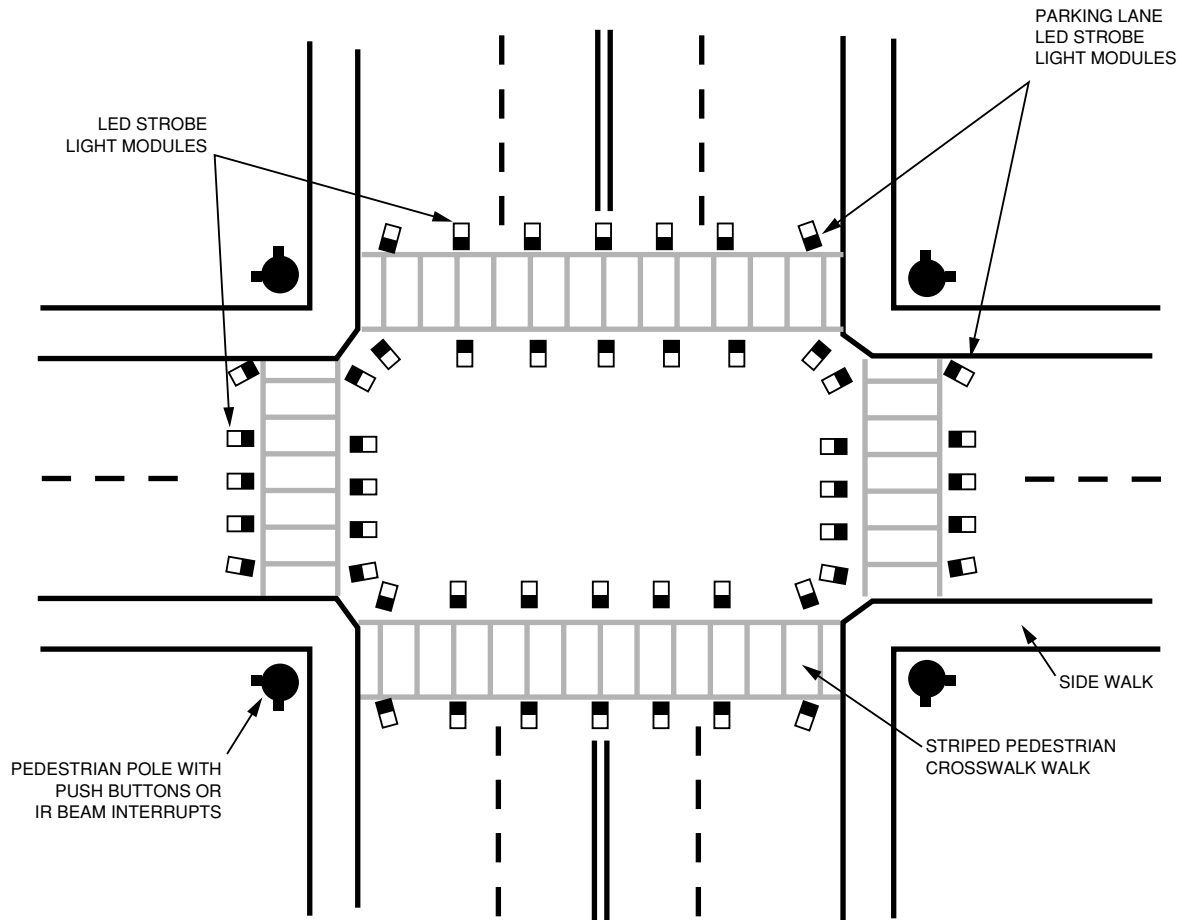 PARKING LANE
LED STROBE
LIGHT MODULES
LED STROBE
LIGHT MODULES
SIDE WALK
STRIPED PEDESTRIAN
CROSSWALK WALK
PEDESTRIAN POLE WITH
PUSH BUTTONS OR
IR BEAM INTERRUPTS